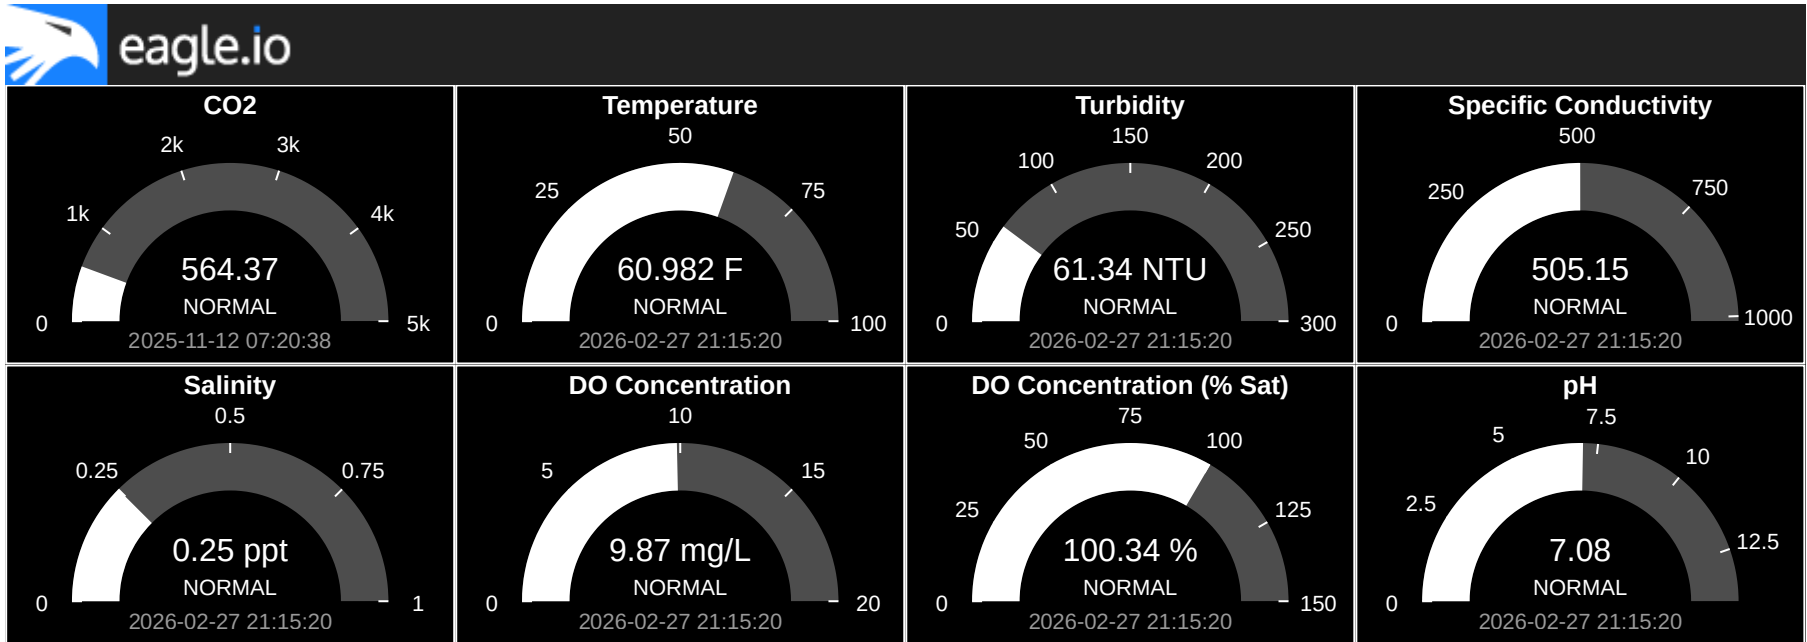 eagle.io
CO2
0
1k
2k
3k
4k
5k
564.37
NORMAL
2025-11-12 07:20:38
Temperature
0
25
50
75
100
60.982 F
NORMAL
2026-02-27 21:15:20
Turbidity
0
50
100
150
200
250
300
61.34 NTU
NORMAL
2026-02-27 21:15:20
Specific Conductivity
0
250
500
750
1000
505.15
NORMAL
2026-02-27 21:15:20
Salinity
0
0.25
0.5
0.75
1
0.25 ppt
NORMAL
2026-02-27 21:15:20
DO Concentration
0
5
10
15
20
9.87 mg/L
NORMAL
2026-02-27 21:15:20
DO Concentration (% Sat)
0
25
50
75
100
125
150
100.34 %
NORMAL
2026-02-27 21:15:20
pH
0
2.5
5
7.5
10
12.5
7.08
NORMAL
2026-02-27 21:15:20